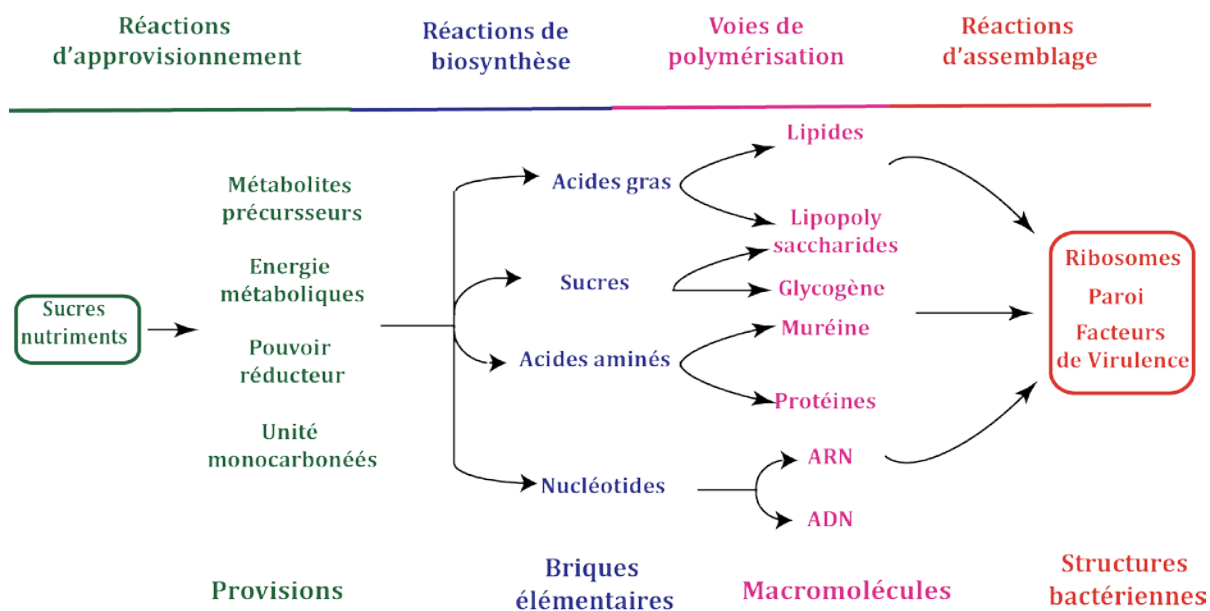 Réactions
d'approvisionnement
Réactions de
biosynthèse
Voies de
polymérisation
Réactions
d'assemblage
Sucres
nutriments
Métabolites
précursseurs
Energie
métaboliques
Pouvoir
réducteur
Unité
monocarbonéés
Acides gras
Sucres
Acides aminés
Nucléotides
Lipides
Lipopoly
saccharides
Glycogène
Muréine
Protéines
ARN
ADN
Ribosomes
Paroi
Facteurs
de Virulence
Provisions
Briques
élémentaires
Macromolécules
Structures
bactériennes